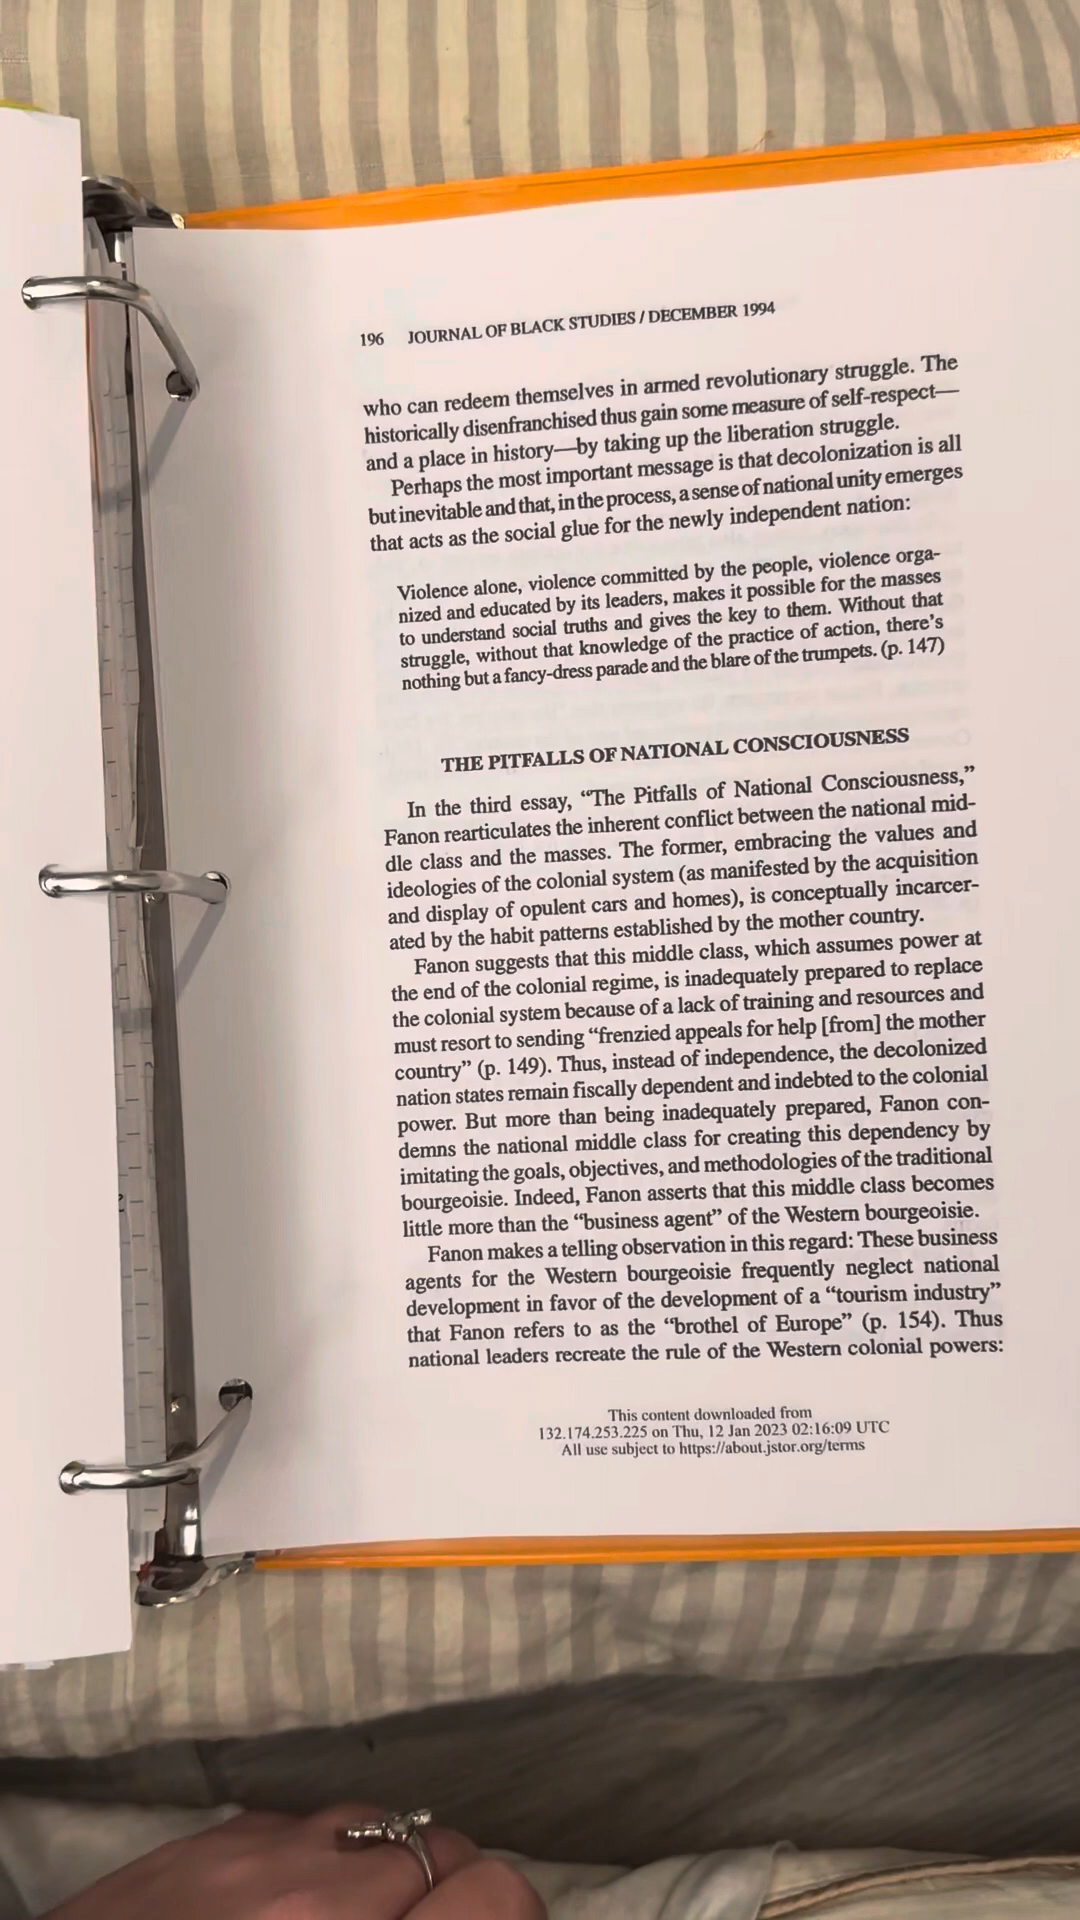 196 JOURNAL OF BLACK STUDIES / DECEMBER 1994
who can redeem themselves in armed revolutionary struggle. The
historically disenfranchised thus gain some measure of self-respect—
and a place in history—by taking up the liberation struggle.
Perhaps the most important message is that decolonization is all
but inevitable and that, in the process, a sense of national unity emerges
that acts as the social glue for the newly independent nation:
Violence alone, violence committed by the people, violence orga-
nized and educated by its leaders, makes it possible for the masses
to understand social truths and gives the key to them. Without that
struggle, without that knowledge of the practice of action, there's
nothing but a fancy-dress parade and the blare of the trumpets. (p. 147)
THE PITFALLS OF NATIONAL CONSCIOUSNESS
In the third essay, “The Pitfalls of National Consciousness,”
Fanon rearticulates the inherent conflict between the national mid-
dle class and the masses. The former, embracing the values and
ideologies of the colonial system (as manifested by the acquisition
and display of opulent cars and homes), is conceptually incarcer-
ated by the habit patterns established by the mother country.
Fanon suggests that this middle class, which assumes power at
the end of the colonial regime, is inadequately prepared to replace
the colonial system because of a lack of training and resources and
must resort to sending “frenzied appeals for help [from] the mother
country” (p. 149). Thus, instead of independence, the decolonized
nation states remain fiscally dependent and indebted to the colonial
power. But more than being inadequately prepared, Fanon con-
demns the national middle class for creating this dependency by
imitating the goals, objectives, and methodologies of the traditional
bourgeoisie. Indeed, Fanon asserts that this middle class becomes
little more than the “business agent” of the Western bourgeoisie.
Fanon makes a telling observation in this regard: These business
agents for the Western bourgeoisie frequently neglect national
development in favor of the development of a “tourism industry”
that Fanon refers to as the “brothel of Europe” (p. 154). Thus
national leaders recreate the rule of the Western colonial powers:
This content downloaded from
132.174.253.225 on Thu, 12 Jan 2023 02:16:09 UTC
All use subject to https://about.jstor.org/terms